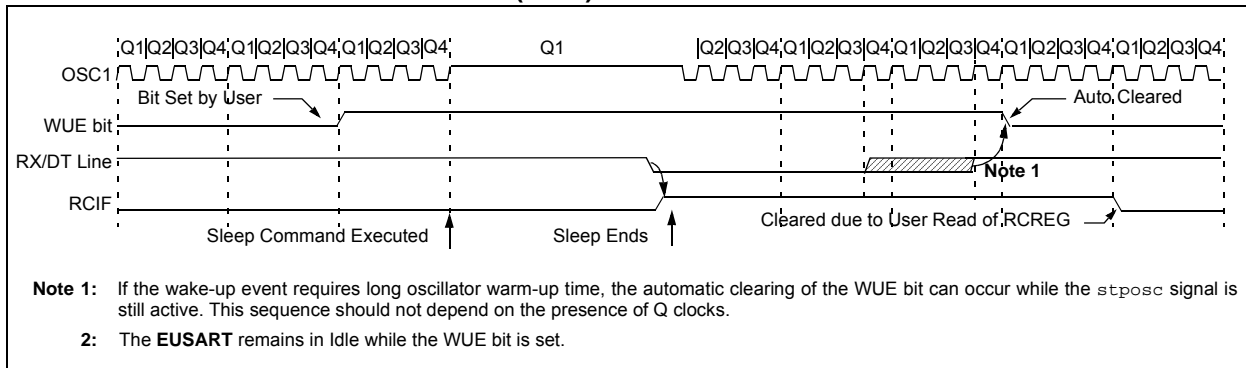 Q1|Q2|Q3|Q4 Q1|Q2|Q3|Q4 Q1|Q2|Q3|Q4 Q1 |Q2|Q3|Q4 Q1|Q2|Q3 Q4 Q1|Q2|Q3 Q4 Q1|Q2|Q3|Q4 Q1|Q2|Q3|Q4
OSC1
Bit Set by User Auto Cleared
WUE bit
RX/DT Line
Note 1
RCIF
Cleared due to User Read of RCREG
Sleep Command Executed Sleep Ends
Note 1: If the wake-up event requires long oscillator warm-up time, the automatic clearing of the WUE bit can occur while the stposc signal is
still active. This sequence should not depend on the presence of Q clocks.
2: The EUSART remains in Idle while the WUE bit is set.